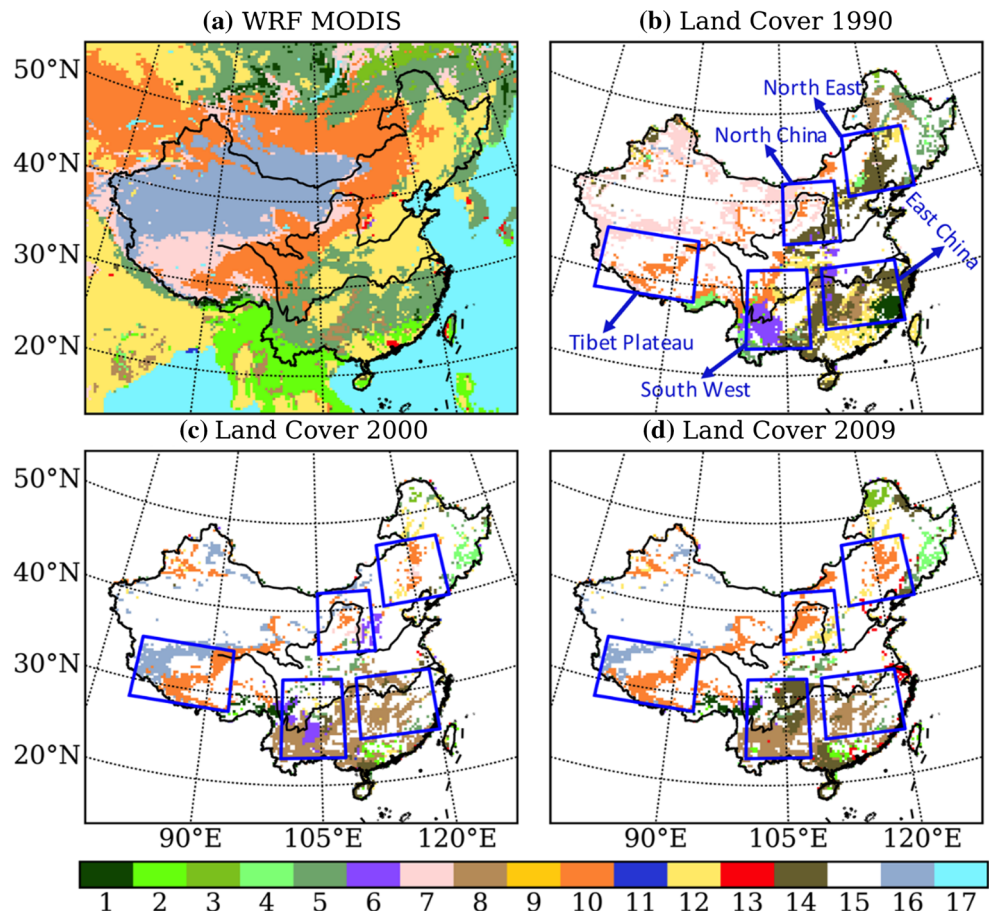 (a) WRF MODIS
(b) Land Cover 1990
50°N
40°N
30°N
20°N
North East
North China
East China
Tibet Plateau
South West
(c) Land Cover 2000
(d) Land Cover 2009
50°N
40°N
30°N
20°N
90°E 105°E 120°E
90°E 105°E 120°E
1 2 3 4 5 6 7 8 9 10 11 12 13 14 15 16 17